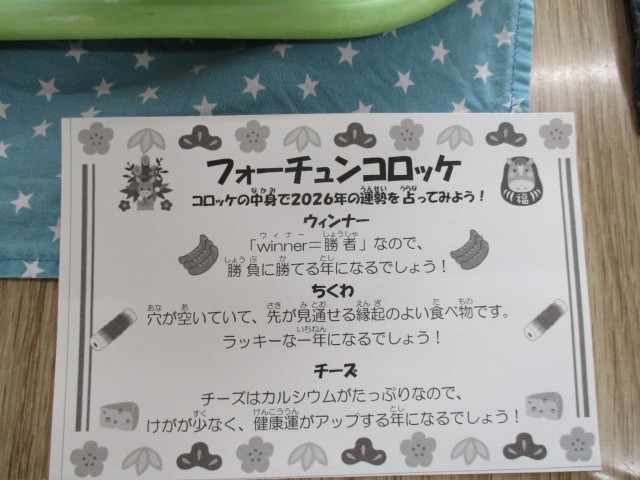 フォーチュンコロッケ
コロッケの中身で2026年の運勢を占ってみよう！
ウィンナー
「winner＝勝者」なので、
勝負に勝てる年になるでしょう！
ちくわ
穴が空いていて、先が見通せる縁起のよい食べ物です。
ラッキーな一年になるでしょう！
チーズ
チーズはカルシウムがたっぷりなので、
けがが少なく、健康運がアップする年になるでしょう！
福